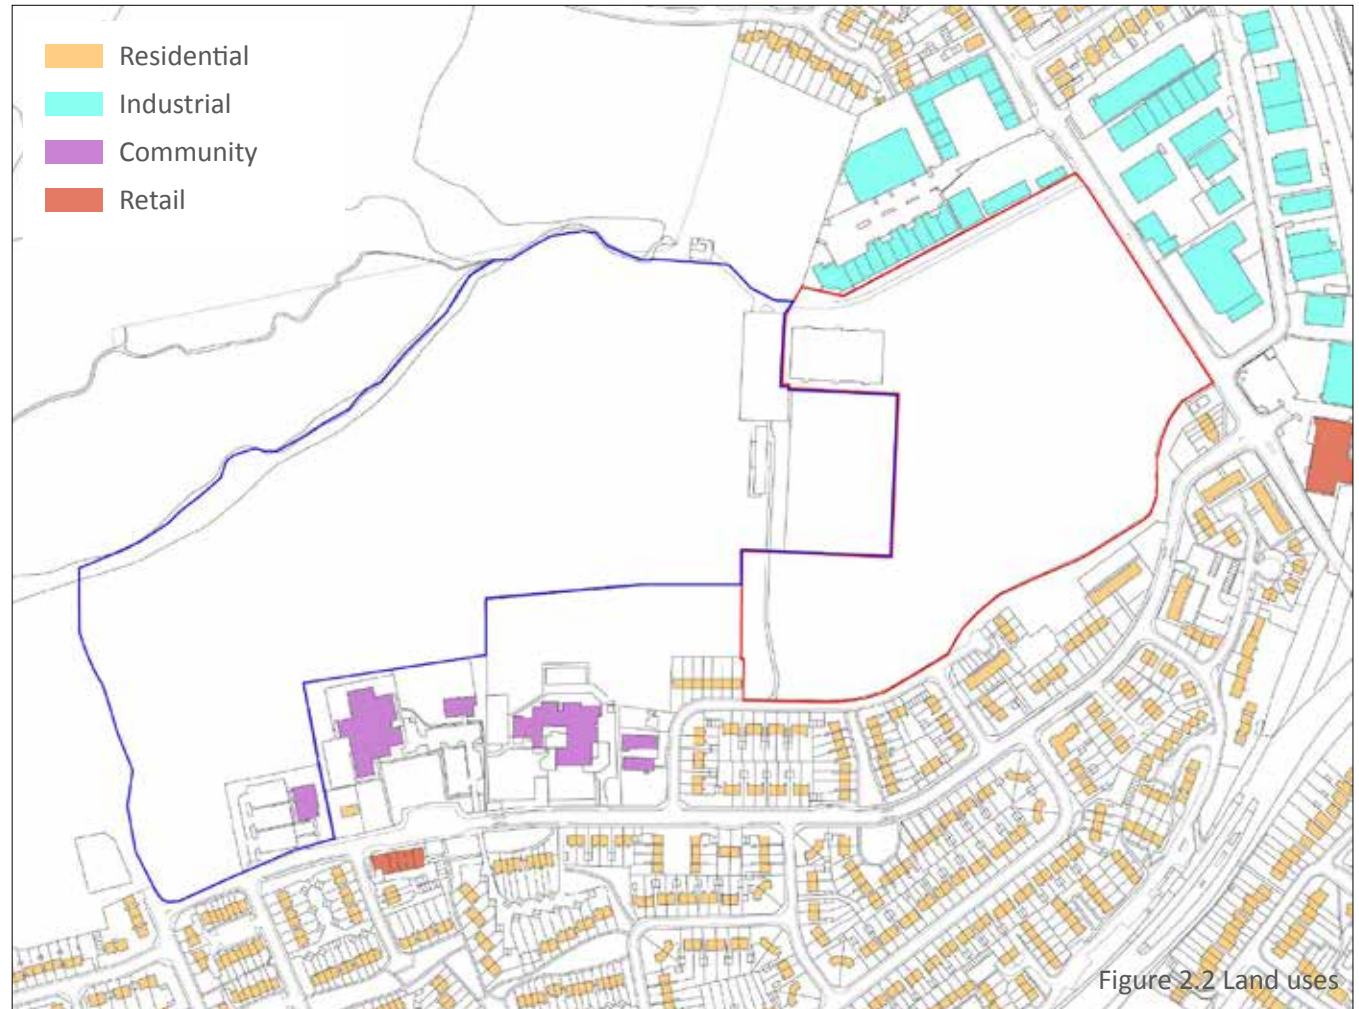 Residential
Industrial
Community
Retail
Figure 2.2 Land uses